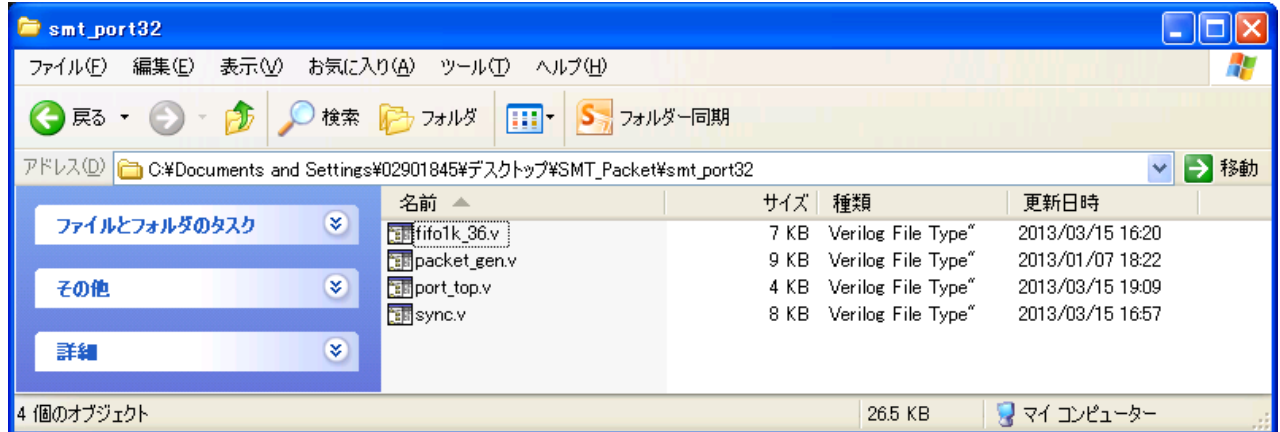 smt_port32
ファイル(F) 編集(E) 表示(V) お気に入り(A) ツール(T) ヘルプ(H)
戻る 検索 フォルダ フォルダー同期
アドレス(D) C:¥Documents and Settings¥02901845¥デスクトップ¥SMT_Packet¥smt_port32 移動
名前 サイズ 種類 更新日時
ファイルとフォルダのタスク
その他
詳細
fifo1k_36.v 7 KB Verilog File Type" 2013/03/15 16:20
packet_gen.v 9 KB Verilog File Type" 2013/01/07 18:22
port_top.v 4 KB Verilog File Type" 2013/03/15 19:09
sync.v 8 KB Verilog File Type" 2013/03/15 16:57
4 個のオブジェクト 26.5 KB マイ コンピューター